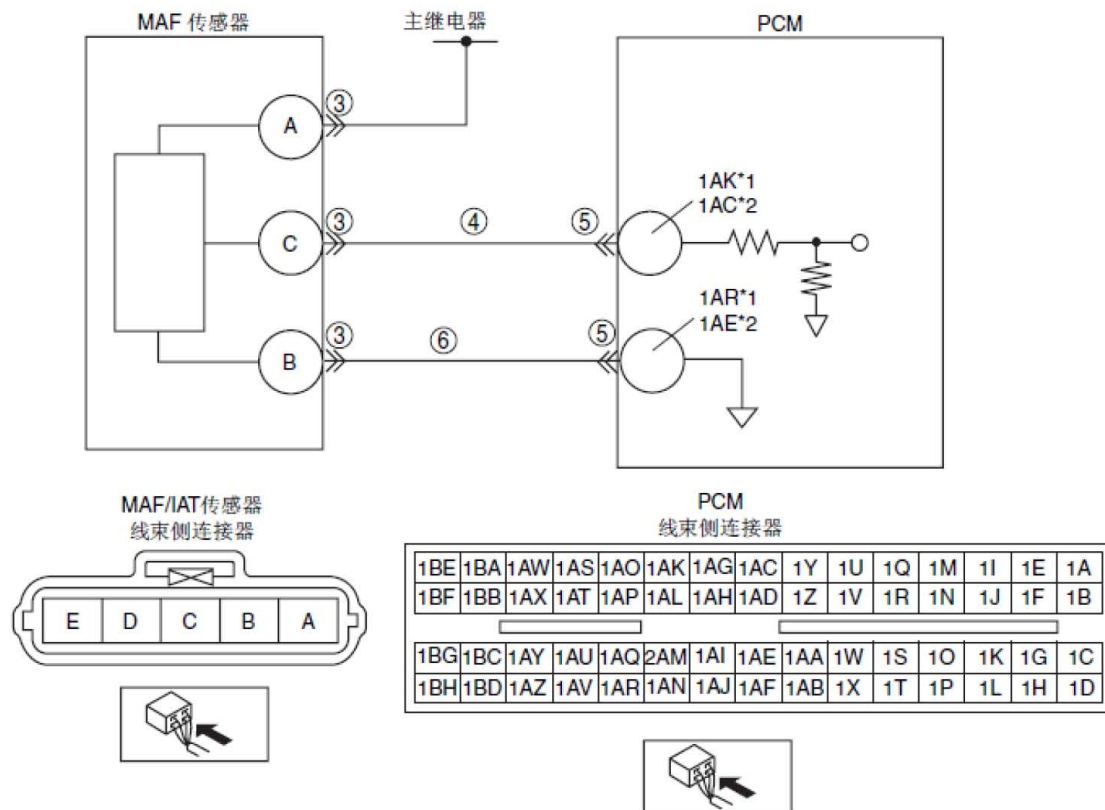 MAF 传感器
主继电器
PCM
A
③
C
③
④
⑤
1AK*1
1AC*2
B
③
⑥
⑤
1AR*1
1AE*2
MAF/IAT传感器
线束侧连接器
E D C B A
PCM
线束侧连接器
1BE 1BA 1AW 1AS 1AO 1AK 1AG 1AC 1Y 1U 1Q 1M 1I 1E 1A
1BF 1BB 1AX 1AT 1AP 1AL 1AH 1AD 1Z 1V 1R 1N 1J 1F 1B
1BG 1BC 1AY 1AU 1AQ 2AM 1AI 1AE 1AA 1W 1S 1O 1K 1G 1C
1BH 1BD 1AZ 1AV 1AR 1AN 1AJ 1AF 1AB 1X 1T 1P 1L 1H 1D